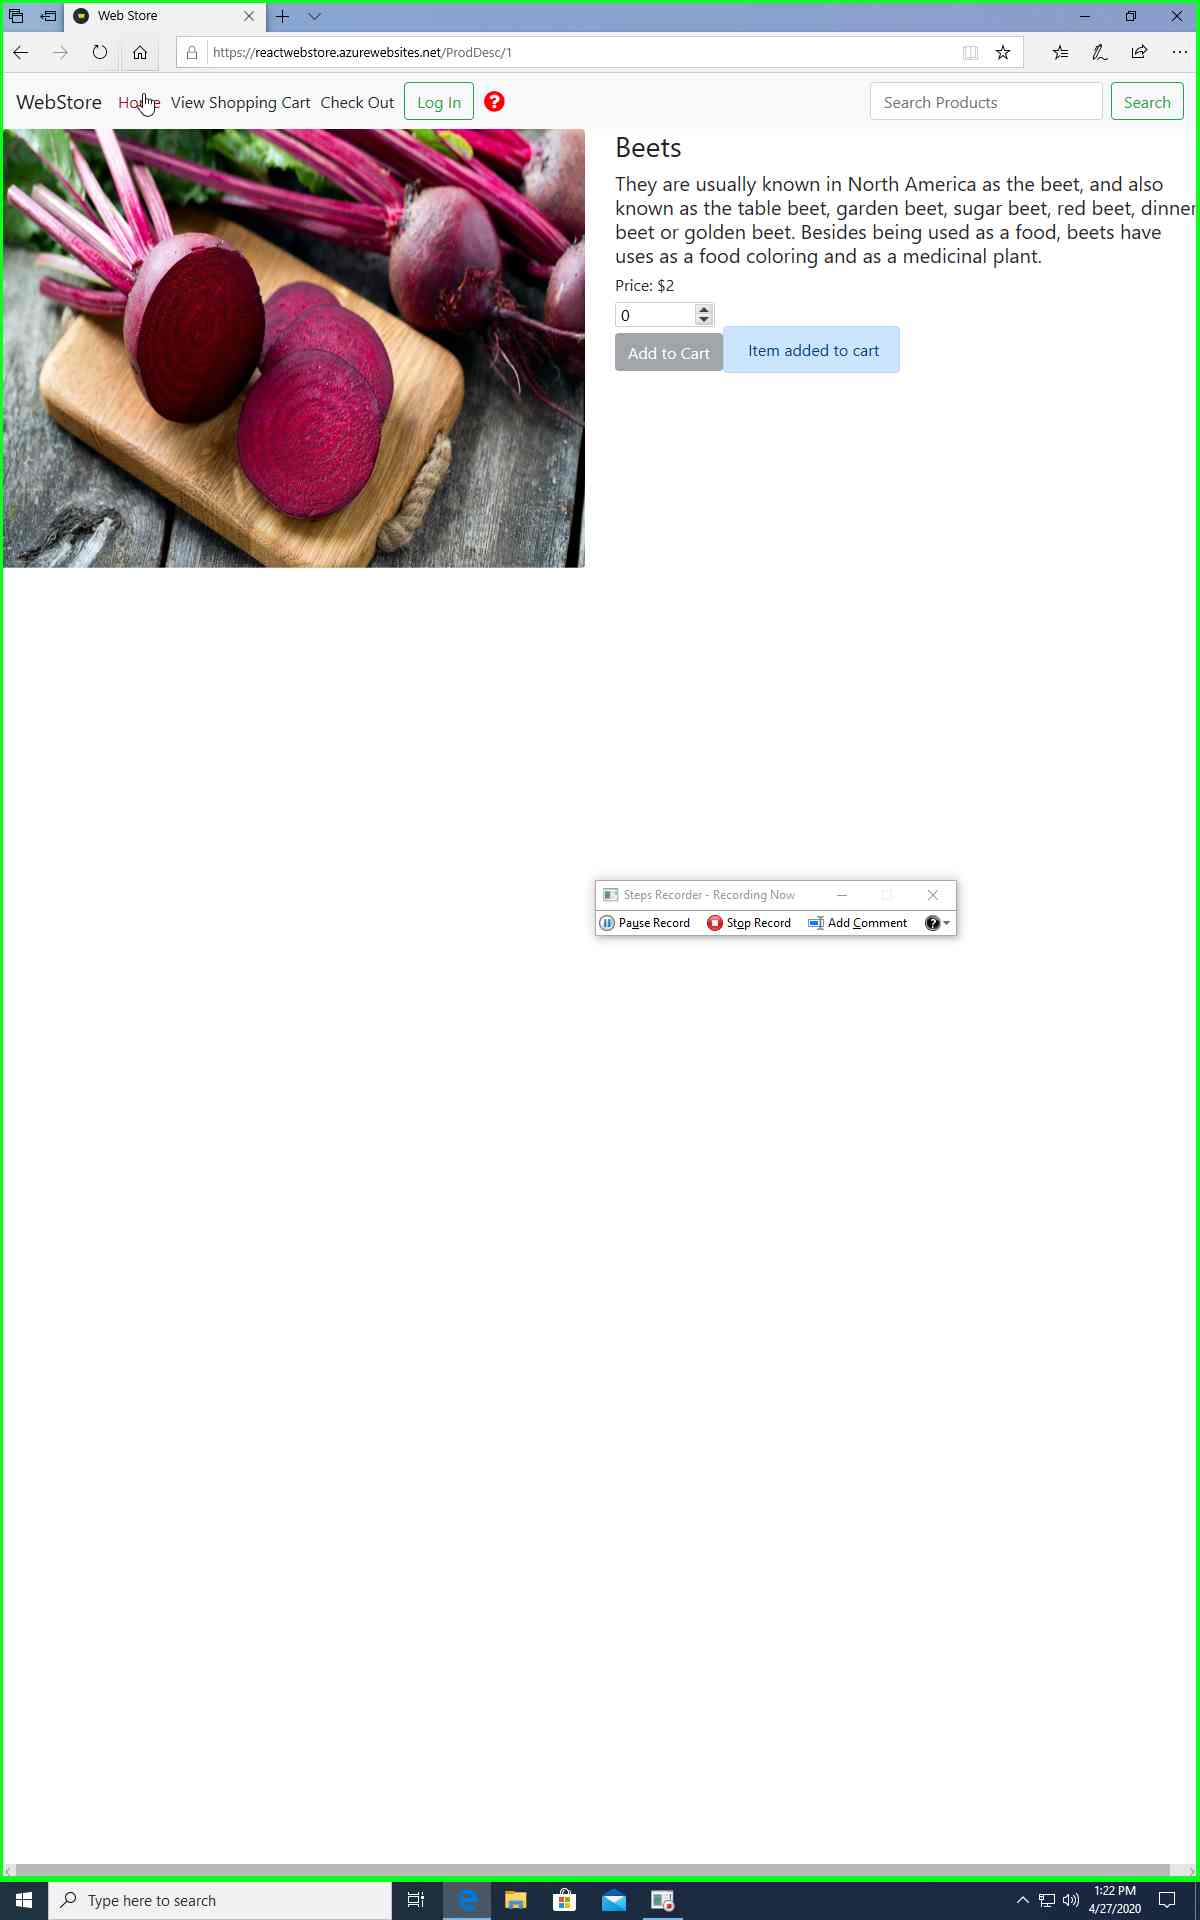 Web Store
https://reactwebstore.azurewebsites.net/ProdDesc/1
WebStore Home View Shopping Cart Check Out Log In ? Search Products Search
Beets
They are usually known in North America as the beet, and also
known as the table beet, garden beet, sugar beet, red beet, dinner
beet or golden beet. Besides being used as a food, beets have
uses as a food coloring and as a medicinal plant.
Price: $2
0
Add to Cart Item added to cart
Steps Recorder - Recording Now
Pause Record Stop Record Add Comment ?
Type here to search
1:22 PM
4/27/2020